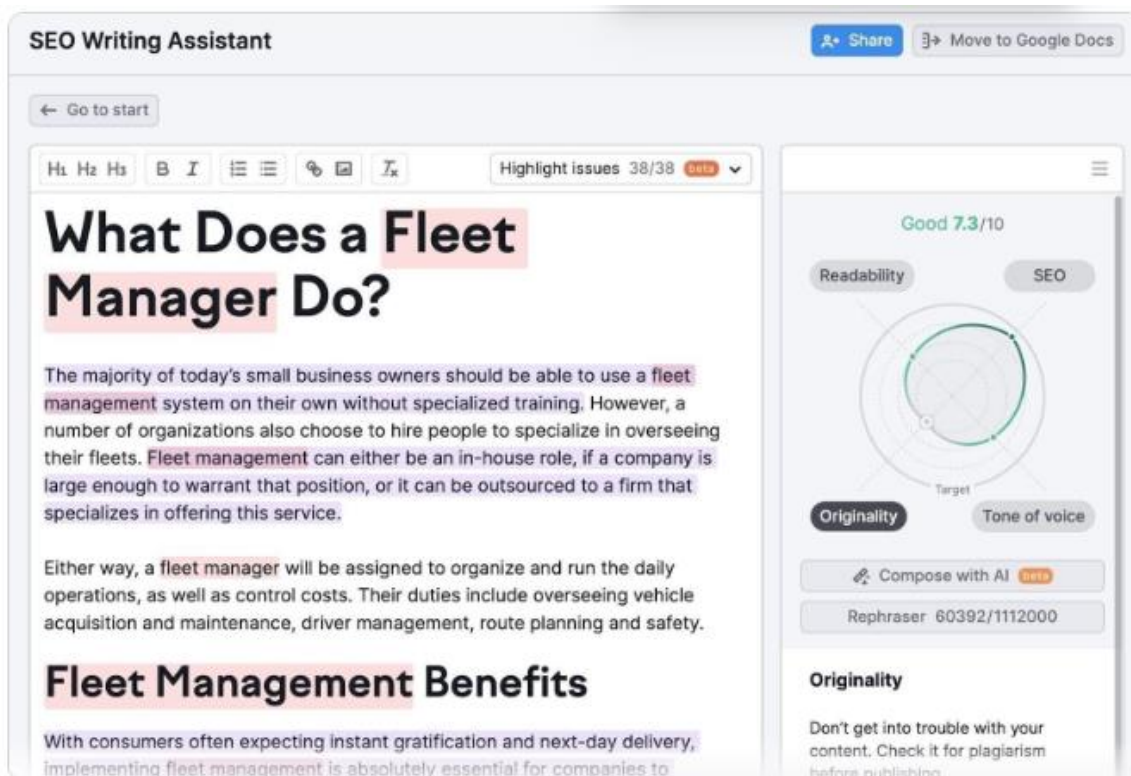 SEO Writing Assistant
Share
Move to Google Docs
← Go to start
H1 H2 H3 B I
Highlight issues 38/38 beta
What Does a Fleet
Manager Do?
The majority of today's small business owners should be able to use a fleet
management system on their own without specialized training. However, a
number of organizations also choose to hire people to specialize in overseeing
their fleets. Fleet management can either be an in-house role, if a company is
large enough to warrant that position, or it can be outsourced to a firm that
specializes in offering this service.
Either way, a fleet manager will be assigned to organize and run the daily
operations, as well as control costs. Their duties include overseeing vehicle
acquisition and maintenance, driver management, route planning and safety.
Fleet Management Benefits
With consumers often expecting instant gratification and next-day delivery,
implementing fleet management is absolutely essential for companies to
Good 7.3/10
Readability
SEO
Target
Originality
Tone of voice
Compose with AI beta
Rephraser 60392/1112000
Originality
Don't get into trouble with your
content. Check it for plagiarism
before publishing